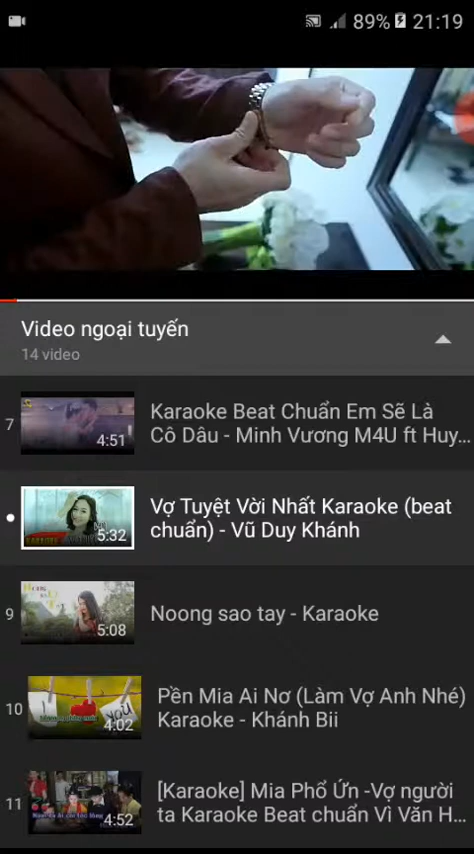 89% 21:19
Video ngoại tuyến
14 video
7
4:51
Karaoke Beat Chuẩn Em Sẽ Là
Cô Dâu - Minh Vương M4U ft Huy...
5:32
Vợ Tuyệt Vời Nhất Karaoke (beat
chuẩn) - Vũ Duy Khánh
9
5:08
Noong sao tay - Karaoke
10
I
YOU
4:02
Pền Mia Ai Nơ (Làm Vợ Anh Nhé)
Karaoke - Khánh Bii
11
4:52
[Karaoke] Mia Phổ Ứn -Vợ người
ta Karaoke Beat chuẩn Vì Văn H...